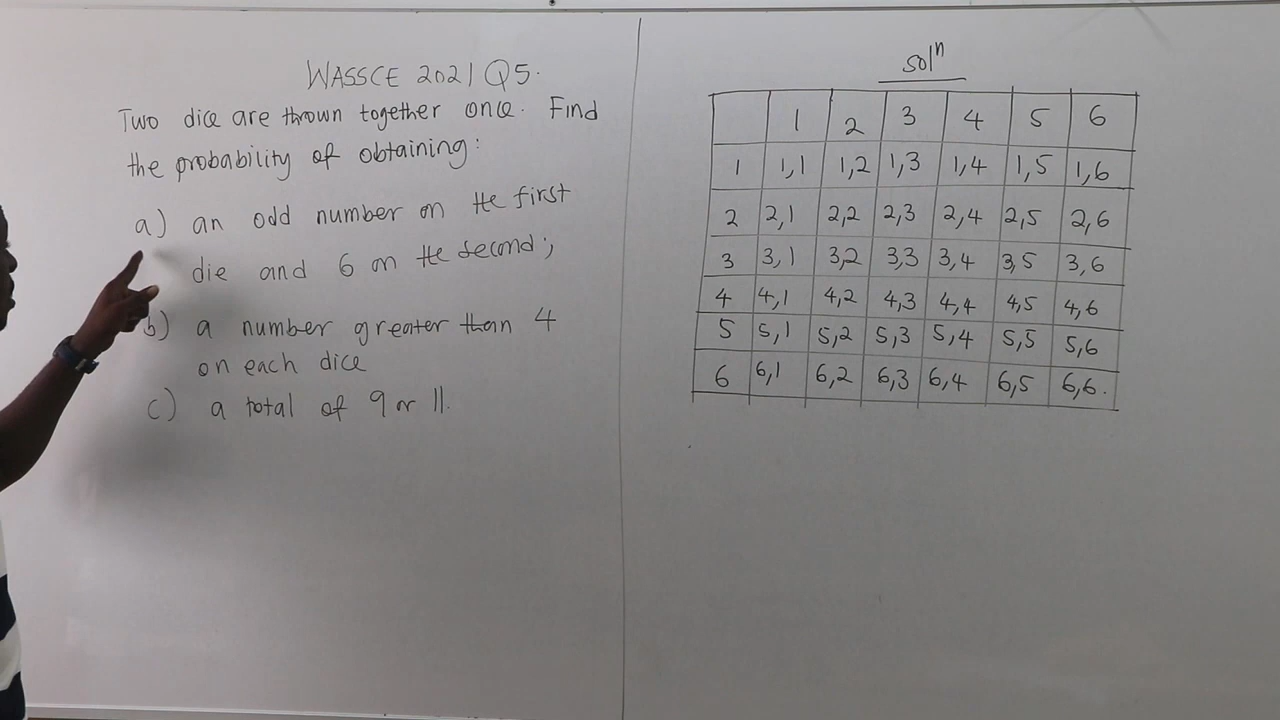 WASSCE 2021 Q5.
Two dice are thrown together once. Find
the probability of obtaining:
a) an odd number on the first
die and 6 on the second;
b) a number greater than 4
on each dice
c) a total of 9 or 11.
soln
1 2 3 4 5 6
1 1,1 1,2 1,3 1,4 1,5 1,6
2 2,1 2,2 2,3 2,4 2,5 2,6
3 3,1 3,2 3,3 3,4 3,5 3,6
4 4,1 4,2 4,3 4,4 4,5 4,6
5 5,1 5,2 5,3 5,4 5,5 5,6
6 6,1 6,2 6,3 6,4 6,5 6,6.